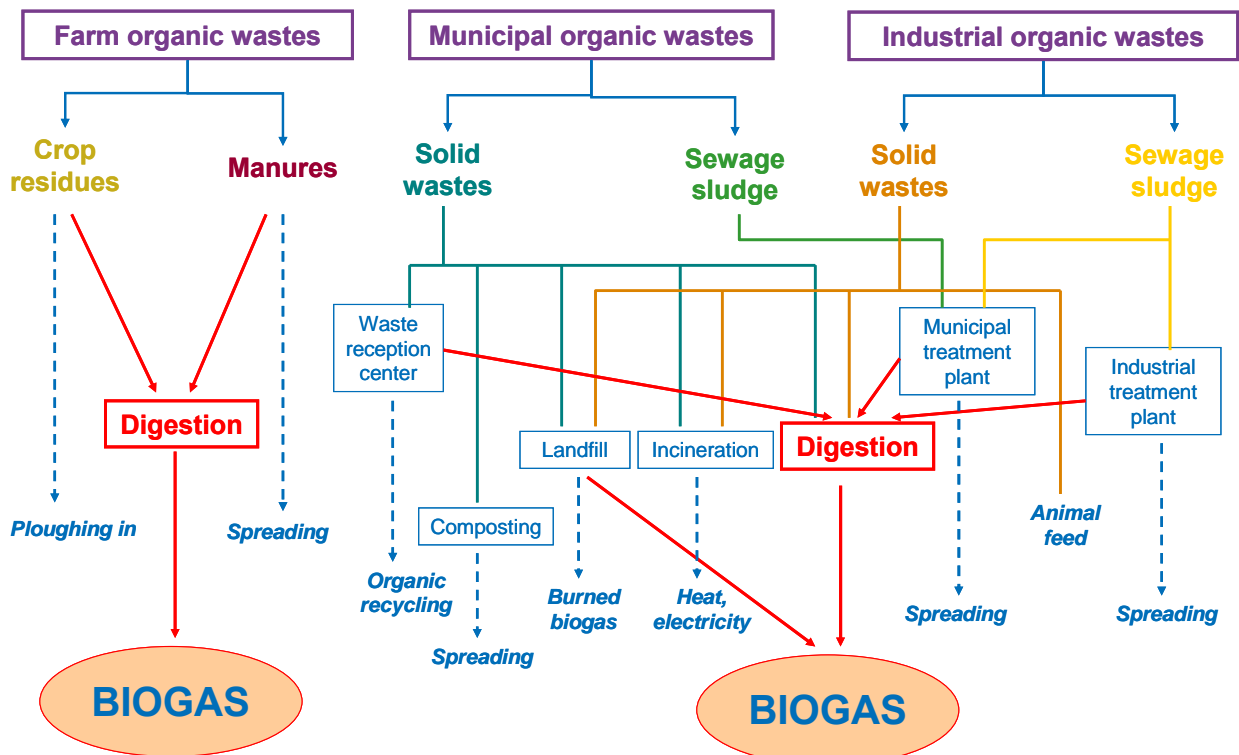 Farm organic wastes
Municipal organic wastes
Industrial organic wastes
Crop
residues
Manures
Solid
wastes
Sewage
sludge
Solid
wastes
Sewage
sludge
Waste
reception
center
Municipal
treatment
plant
Industrial
treatment
plant
Digestion
Landfill
Incineration
Digestion
Ploughing in
Spreading
Composting
Animal
feed
Organic
recycling
Burned
biogas
Heat,
electricity
Spreading
Spreading
Spreading
BIOGAS
BIOGAS